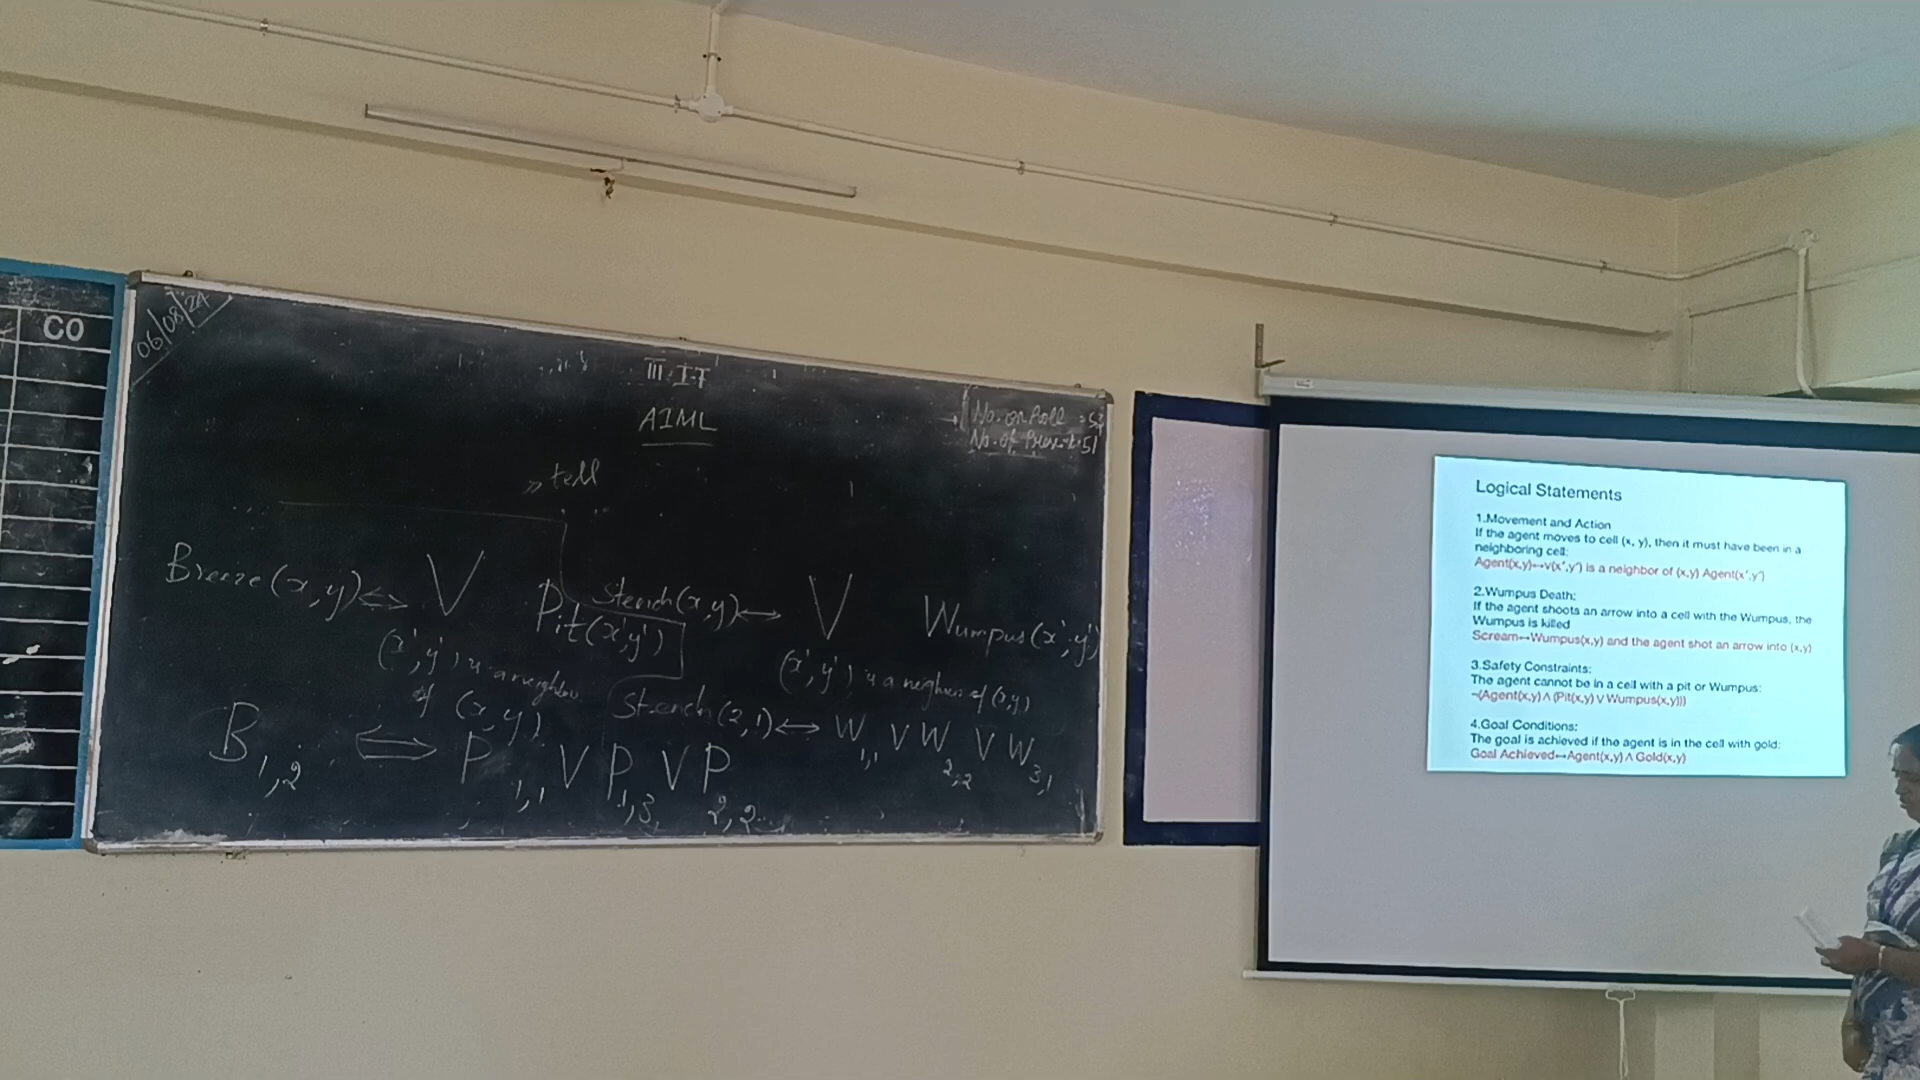 CO
06/08/24
III I.T
AIML
No. on Roll
No. of Present : 51
tell
Breeze(x,y) ⇔ V Pit(x',y')
(x',y') is a neighbor
of (x,y)
B1,2 ⇔ P1,1 V P1,3 V P2,2
Stench(x,y) ↔ V Wumpus(x',y')
(x',y') is a neighbor of (x,y)
Stench(2,1) ↔ W1,1 V W2,2 V W3,1
Logical Statements
1.Movement and Action
If the agent moves to cell (x, y), then it must have been in a
neighboring cell:
Agent(x,y)↔∨(x',y') is a neighbor of (x,y) Agent(x',y')
2.Wumpus Death:
If the agent shoots an arrow into a cell with the Wumpus, the
Wumpus is killed
Scream↔Wumpus(x,y) and the agent shot an arrow into (x,y)
3.Safety Constraints:
The agent cannot be in a cell with a pit or Wumpus:
¬(Agent(x,y)∧(Pit(x,y)∨Wumpus(x,y)))
4.Goal Conditions:
The goal is achieved if the agent is in the cell with gold:
Goal Achieved↔Agent(x,y)∧Gold(x,y)